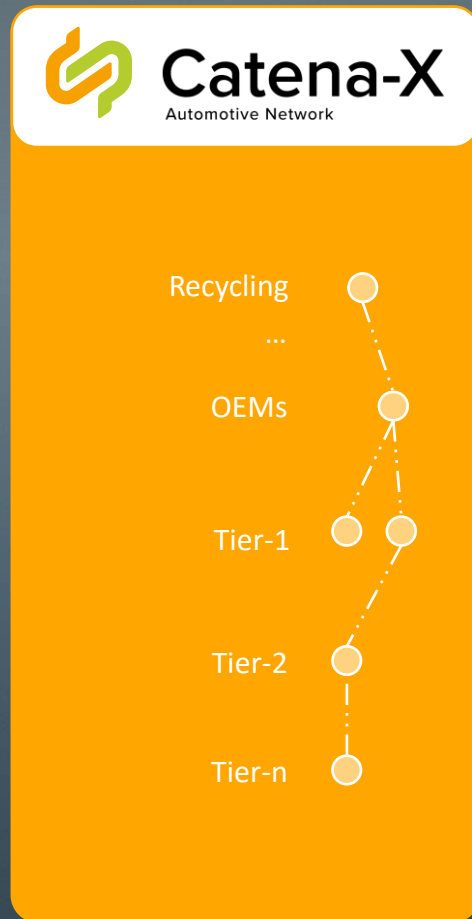 Catena-X
Automotive Network
Recycling
...
OEMs
Tier-1
Tier-2
Tier-n